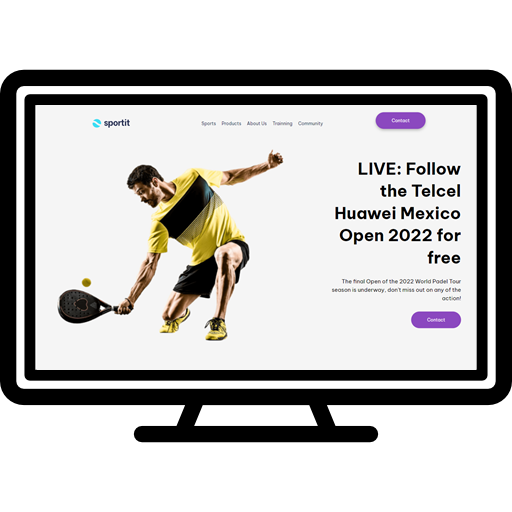 sportit
Sports Products About Us Trainning Community
Contact
LIVE: Follow
the Telcel
Huawei Mexico
Open 2022 for
free
The final Open of the 2022 World Padel Tour
season is underway, don't miss out on any of the
action!
Contact